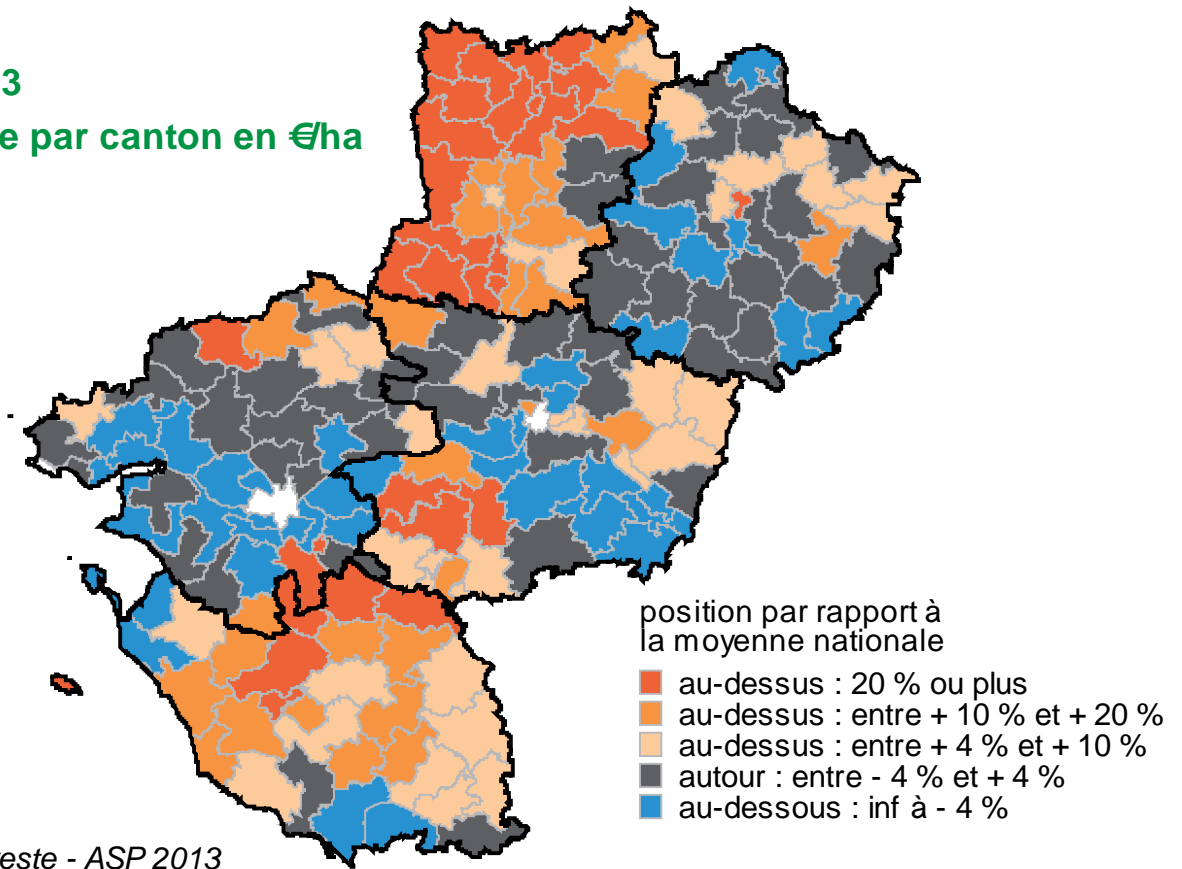 3
e par canton en €/ha
position par rapport à
la moyenne nationale
au-dessus : 20 % ou plus
au-dessus : entre + 10 % et + 20 %
au-dessus : entre + 4 % et + 10 %
autour : entre - 4 % et + 4 %
au-dessous : inf à - 4 %
este - ASP 2013